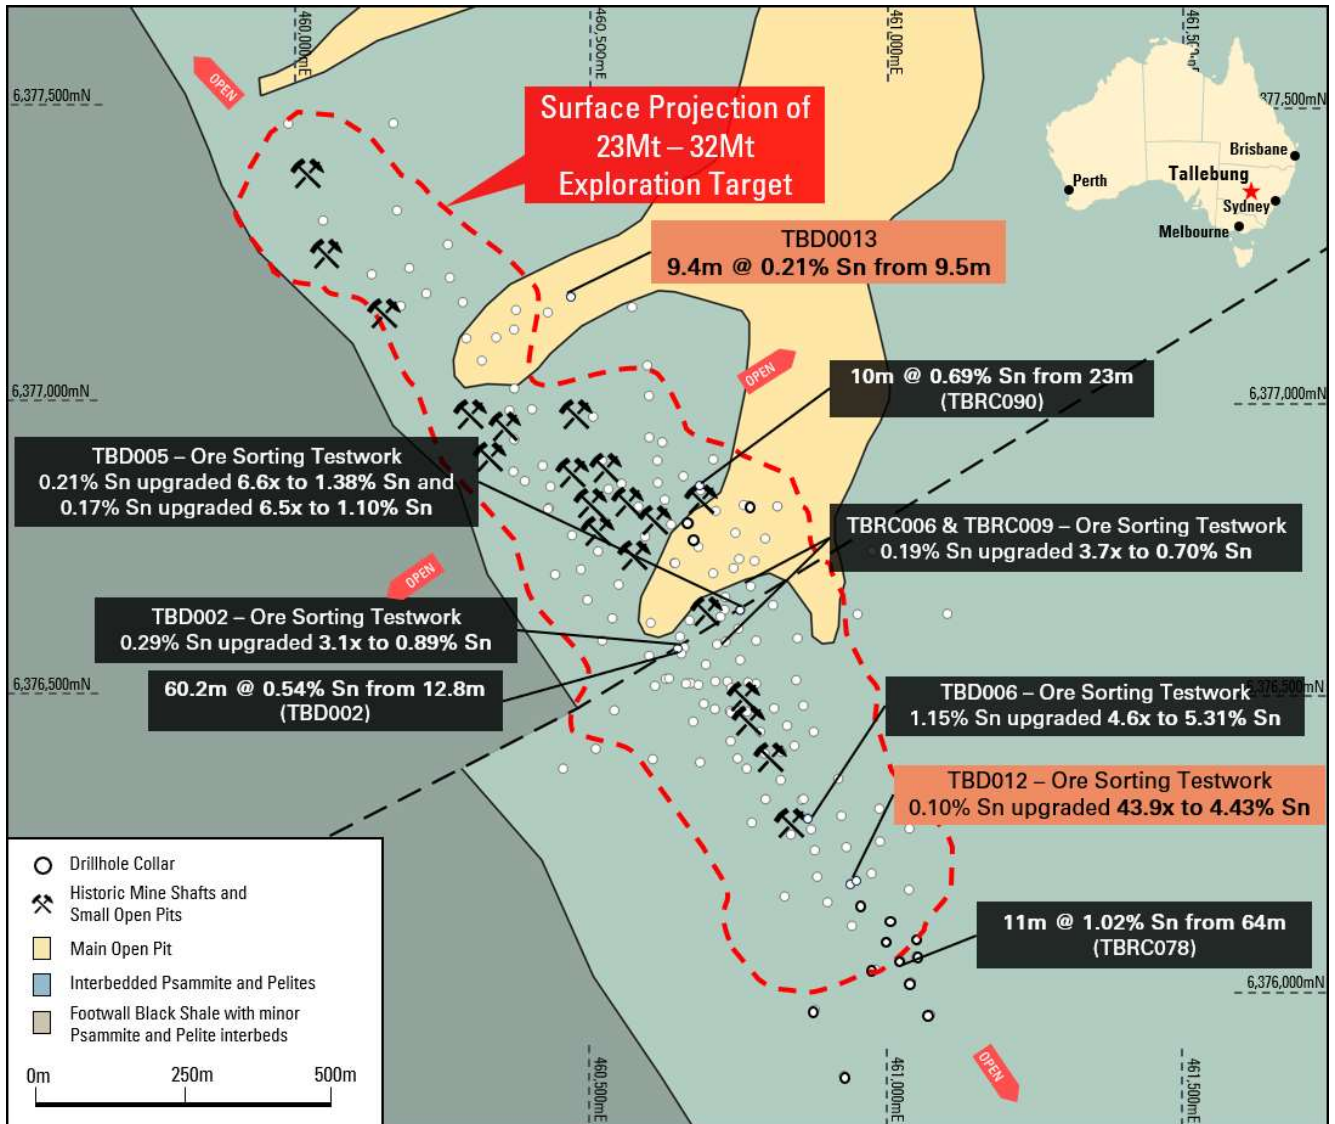 460,000mE
460,500mE
461,000mE
6,377,500mN
OPEN
Surface Projection of
23Mt – 32Mt
Exploration Target
377,500mN
Brisbane
Perth
Tallebung
Sydney
Melbourne
TBD0013
9.4m @ 0.21% Sn from 9.5m
OPEN
10m @ 0.69% Sn from 23m
(TBRC090)
6,377,000mN
6,377,000mN
TBD005 – Ore Sorting Testwork
0.21% Sn upgraded 6.6x to 1.38% Sn and
0.17% Sn upgraded 6.5x to 1.10% Sn
TBRC006 & TBRC009 – Ore Sorting Testwork
0.19% Sn upgraded 3.7x to 0.70% Sn
OPEN
TBD002 – Ore Sorting Testwork
0.29% Sn upgraded 3.1x to 0.89% Sn
60.2m @ 0.54% Sn from 12.8m
(TBD002)
6,376,500mN
6,376,500mN
TBD006 – Ore Sorting Testwork
1.15% Sn upgraded 4.6x to 5.31% Sn
TBD012 – Ore Sorting Testwork
0.10% Sn upgraded 43.9x to 4.43% Sn
11m @ 1.02% Sn from 64m
(TBRC078)
6,376,000mN
Drillhole Collar
Historic Mine Shafts and
Small Open Pits
Main Open Pit
Interbedded Psammite and Pelites
Footwall Black Shale with minor
Psammite and Pelite interbeds
0m 250m 500m
460,500mE
461,000mE
OPEN
461,500mE